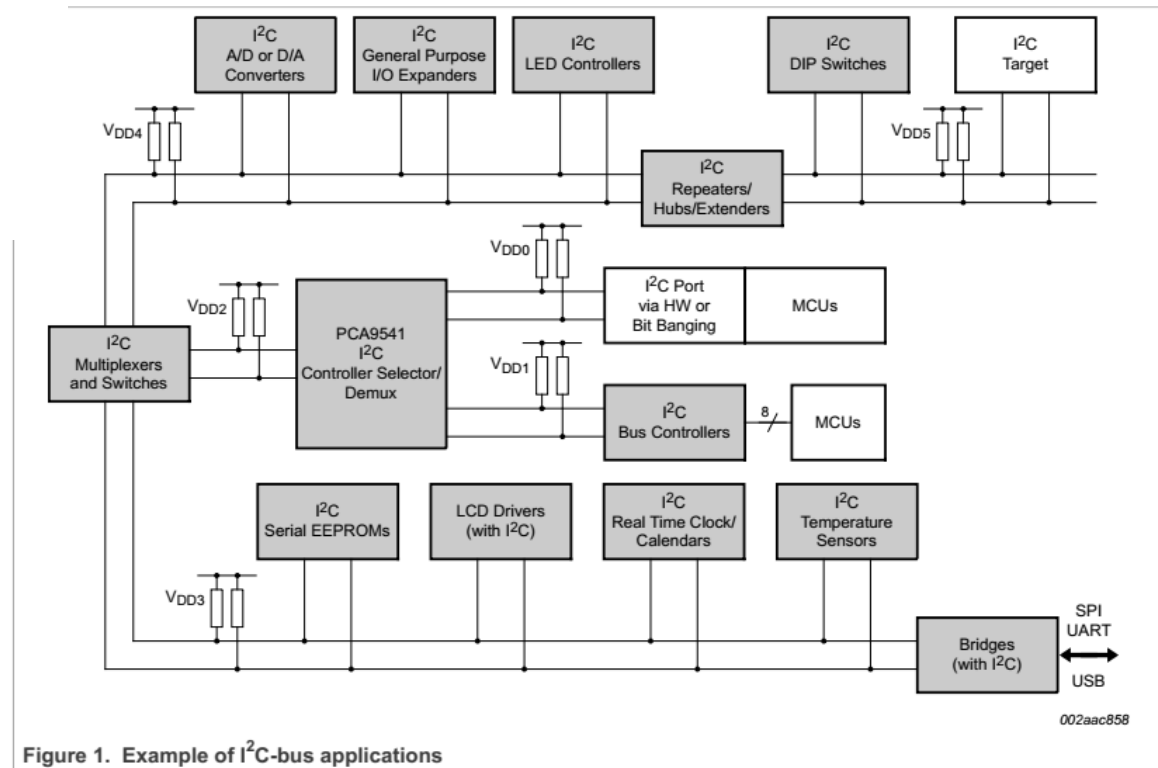 I²C
A/D or D/A
Converters
I²C
General Purpose
I/O Expanders
I²C
LED Controllers
I²C
DIP Switches
I²C
Target
VDD4
VDD5
I²C
Repeaters/
Hubs/Extenders
VDD0
I²C Port
via HW or
Bit Banging
MCUs
VDD2
PCA9541
I²C
Controller Selector/
Demux
I²C
Multiplexers
and Switches
VDD1
I²C
Bus Controllers
8
MCUs
I²C
Serial EEPROMs
LCD Drivers
(with I²C)
I²C
Real Time Clock/
Calendars
I²C
Temperature
Sensors
VDD3
Bridges
(with I²C)
SPI
UART
USB
002aac858
Figure 1. Example of I²C-bus applications